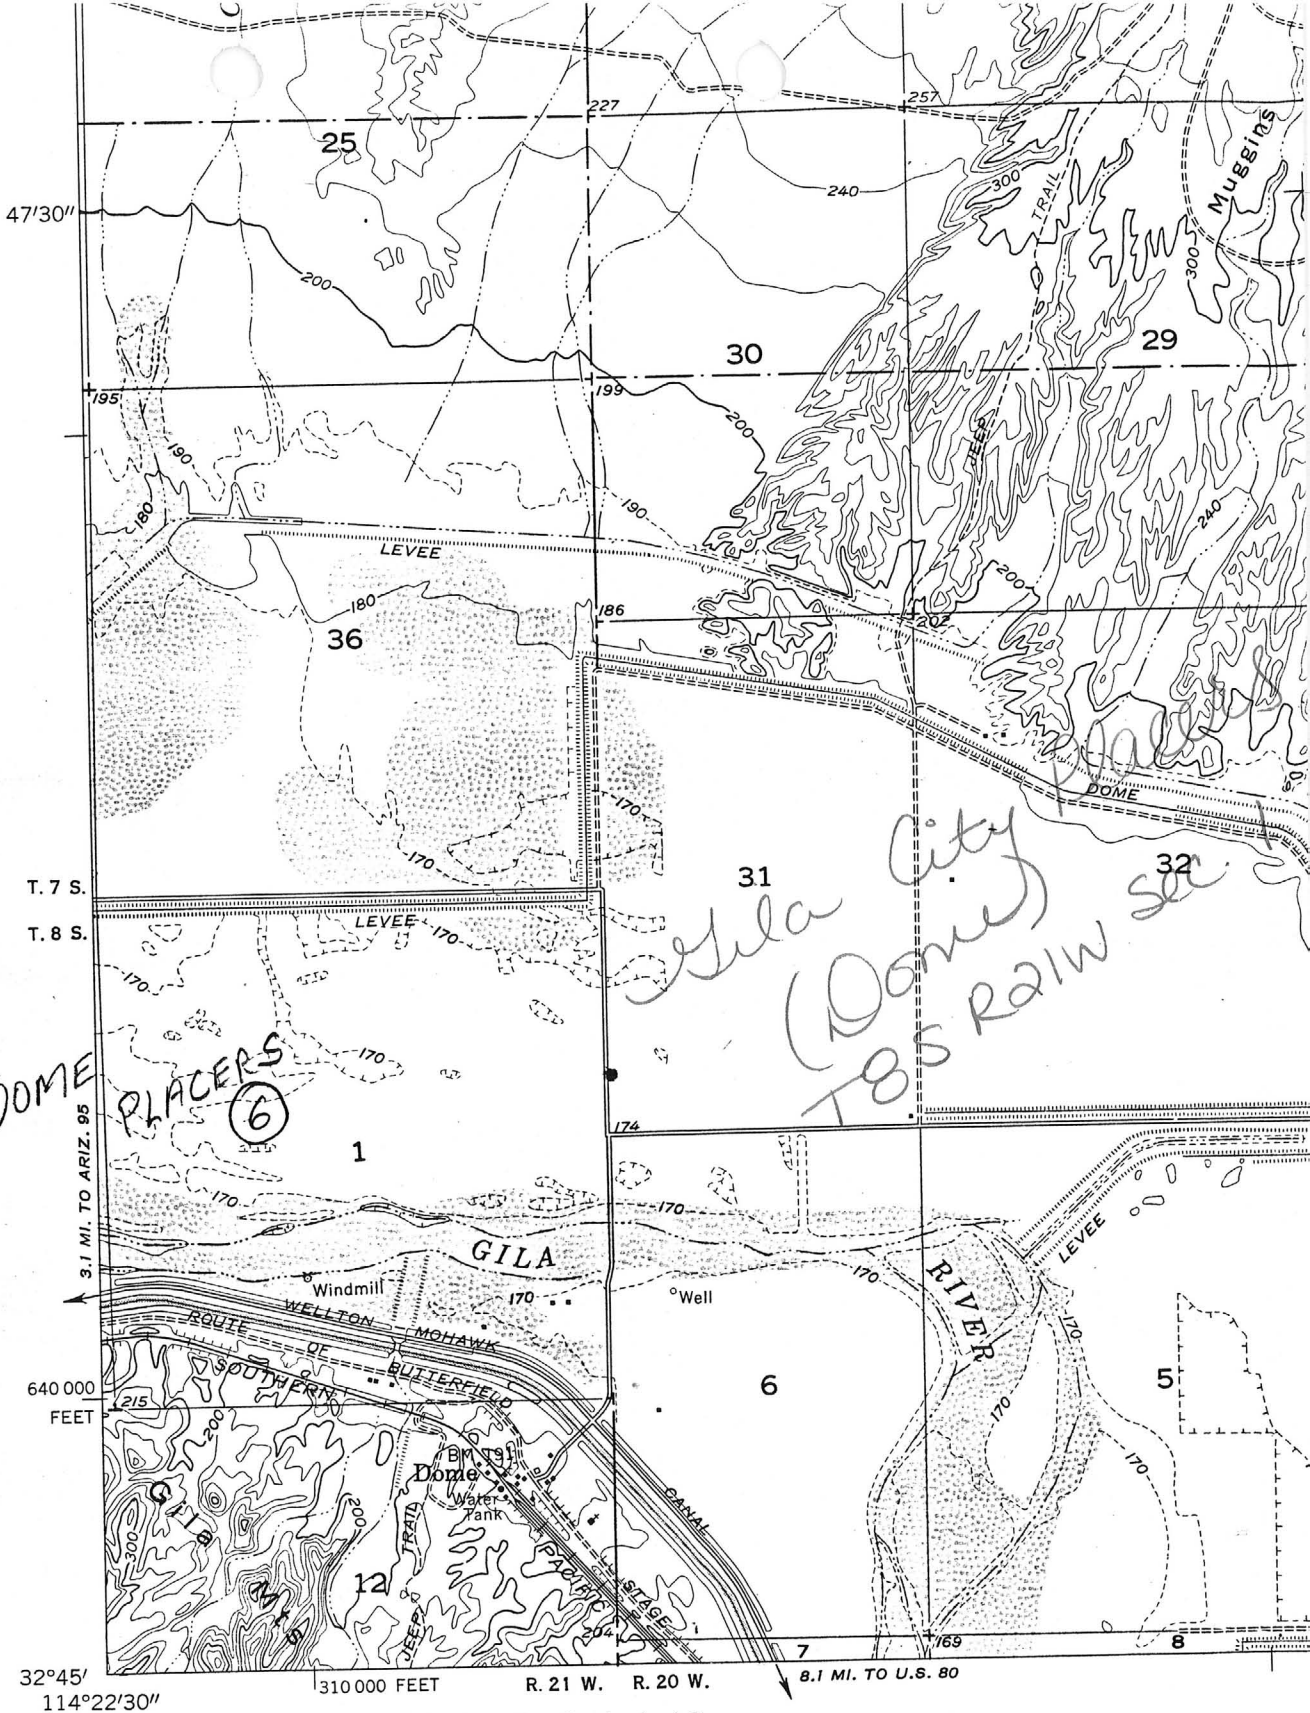 227
257
25
Muggins
300
TRAIL
240
47'30"
300
200
30
29
195
199
200
JEEP
190
190
180
240
LEVEE
200
180
186
202
36
placers
DOME
170
170
31
City
32
T. 7 S.
Gila
(Dome)
T8S R21W Sec. 1
LEVEE
170
T. 8 S.
170
DOME PLACERS
170
6
3.1 MI. TO ARIZ. 95
174
1
170
170
LEVEE
GILA
RIVER
170
Windmill
170
Well
170
WELLTON MOHAWK CANAL
ROUTE OF BUTTERFIELD STAGE
SOUTHERN PACIFIC
6
5
640 000
FEET
215
200
170
170
BM 191
Dome
Water
Tank
Gila Mts
300
200
JEEP TRAIL
12
204
7
169
8
32°45'
114°22'30"
310 000 FEET
R. 21 W.
R. 20 W.
8.1 MI. TO U.S. 80